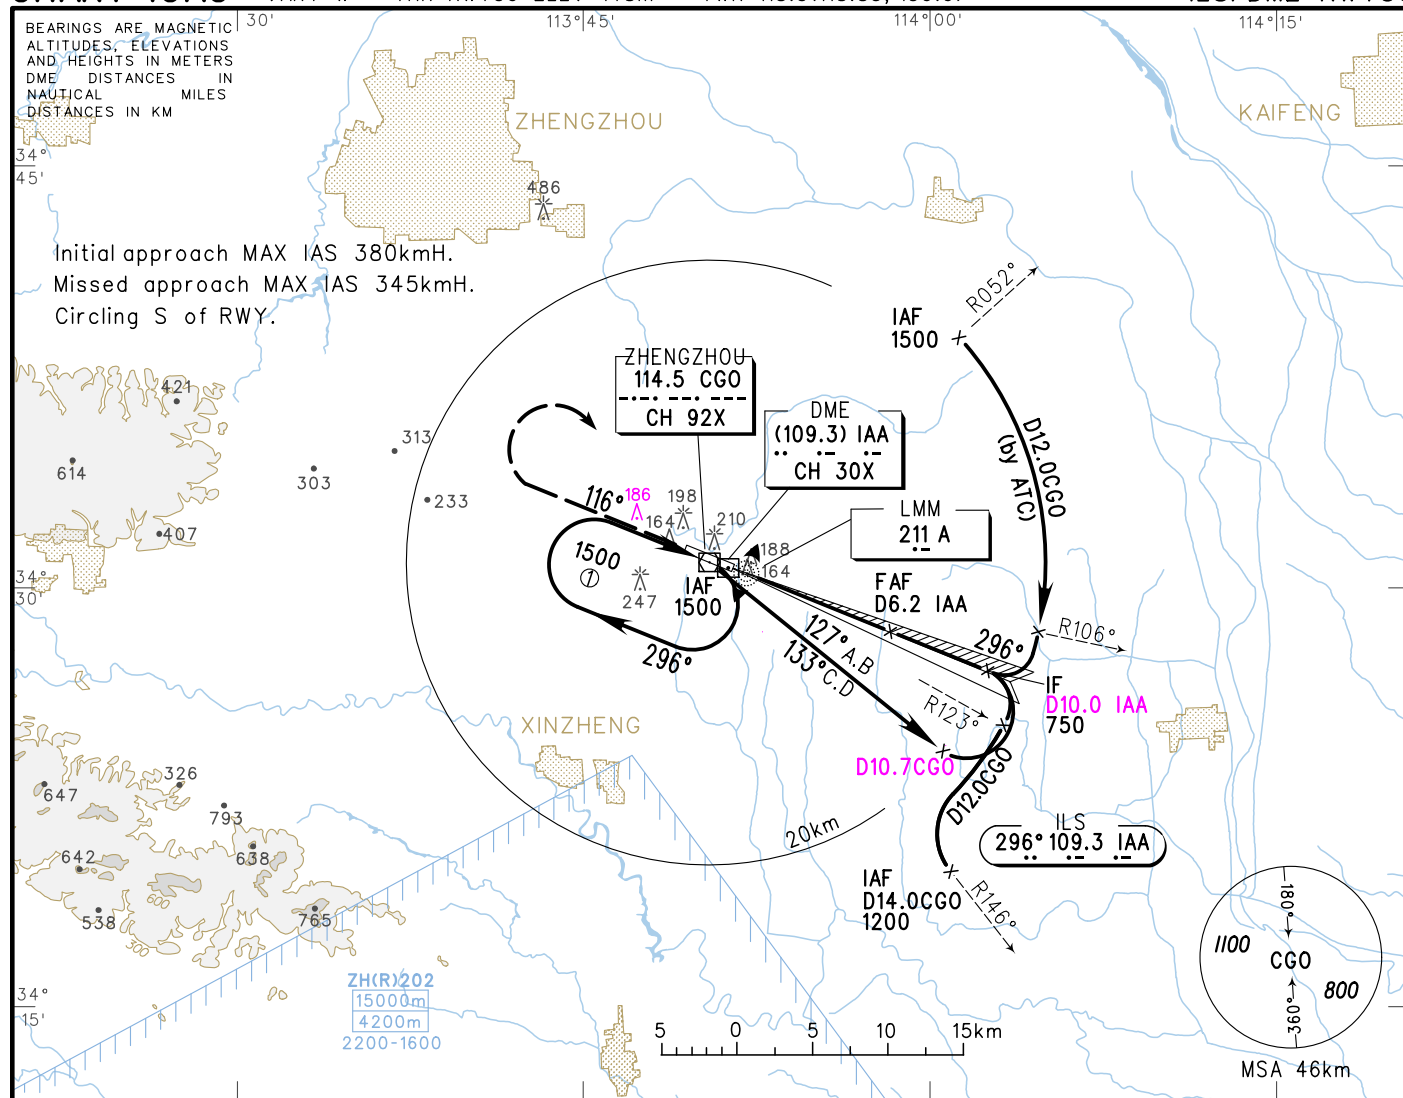 30'
113°45'
114°00'
114°15'
BEARINGS ARE MAGNETIC
ALTITUDES, ELEVATIONS
AND HEIGHTS IN METERS
DME DISTANCES IN
NAUTICAL MILES
DISTANCES IN KM
ZHENGZHOU
KAIFENG
34°
45'
486
Initial approach MAX IAS 380kmH.
Missed approach MAX IAS 345kmH.
Circling S of RWY.
R052°
IAF
1500
ZHENGZHOU
114.5 CGO
CH 92X
DME
(109.3) IAA
CH 30X
D12.0CGO
(by ATC)
421
313
614
303
233
407
116°
186
198
164
210
LMM
211 A
188
164
1500
①
247
IAF
1500
34°
30'
FAF
D6.2 IAA
296°
R106°
127°A.B
133°C.D
296°
IF
D10.0 IAA
750
R123°
XINZHENG
D10.7CGO
D12.0CGO
326
647
793
638
642
538
765
300
20km
ILS
296° 109.3 IAA
IAF
D14.0CGO
1200
R146°
180°
1100
CGO
800
360°
MSA 46km
ZH(R)202
15000m
4200m
2200-1600
34°
15'
5 0 5 10 15km